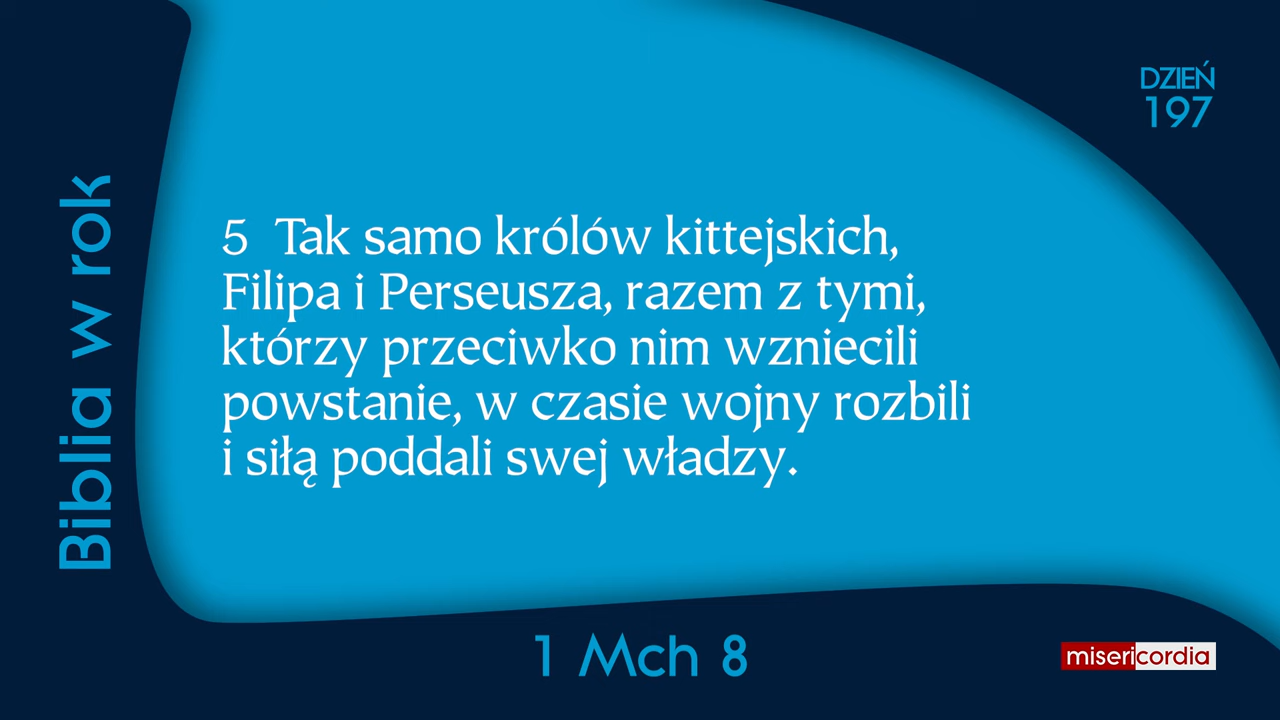 DZIEŃ
197
Biblia w rok
5 Tak samo królów kittejskich,
Filipa i Perseusza, razem z tymi,
którzy przeciwko nim wzniecili
powstanie, w czasie wojny rozbili
i siłą poddali swej władzy.
1 Mch 8
misericordia